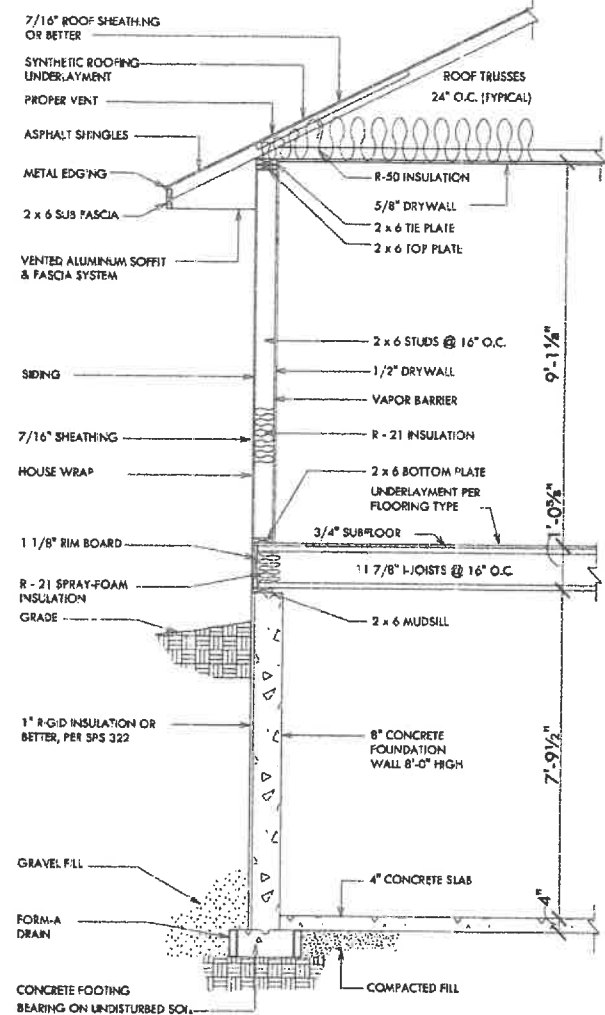 7/16" ROOF SHEATHING
OR BETTER
SYNTHETIC ROOFING
UNDERLAYMENT
PROPER VENT
ASPHALT SHINGLES
METAL EDGING
2 x 6 SUB FASCIA
VENTED ALUMINUM SOFFIT
& FASCIA SYSTEM
ROOF TRUSSES
24" O.C. (TYPICAL)
R-50 INSULATION
5/8" DRYWALL
2 x 6 TIE PLATE
2 x 6 TOP PLATE
SIDING
7/16" SHEATHING
HOUSE WRAP
2 x 6 STUDS @ 16" O.C.
1/2" DRYWALL
VAPOR BARRIER
R - 21 INSULATION
2 x 6 BOTTOM PLATE
UNDERLAYMENT PER
FLOORING TYPE
3/4" SUBFLOOR
9'-1 1/8"
1 1/8" RIM BOARD
R - 21 SPRAY-FOAM
INSULATION
GRADE
11 7/8" I-JOISTS @ 16" O.C.
2 x 6 MUDSILL
1'-0 5/8"
1" RIGID INSULATION OR
BETTER, PER SPS 322
8" CONCRETE
FOUNDATION
WALL 8'-0" HIGH
7'-9 1/2"
GRAVEL FILL
FORM-A
DRAIN
CONCRETE FOOTING
BEARING ON UNDISTURBED SOIL
4" CONCRETE SLAB
4"
COMPACTED FILL